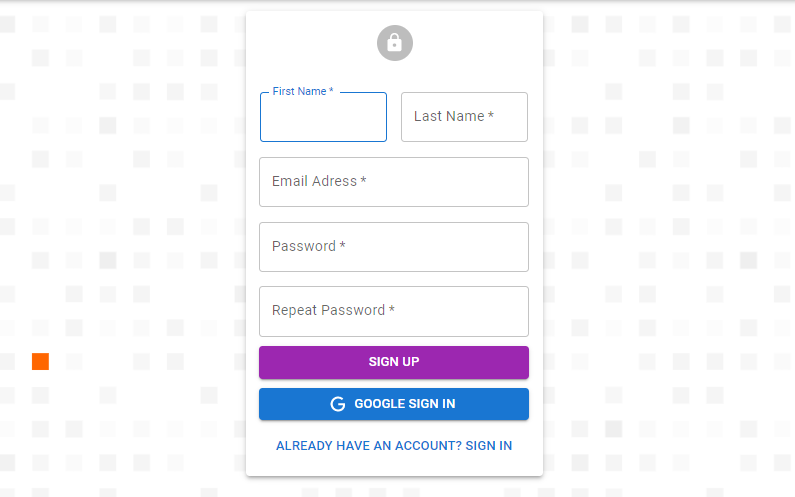 First Name *
Last Name *
Email Adress *
Password *
Repeat Password *
SIGN UP
GOOGLE SIGN IN
ALREADY HAVE AN ACCOUNT? SIGN IN